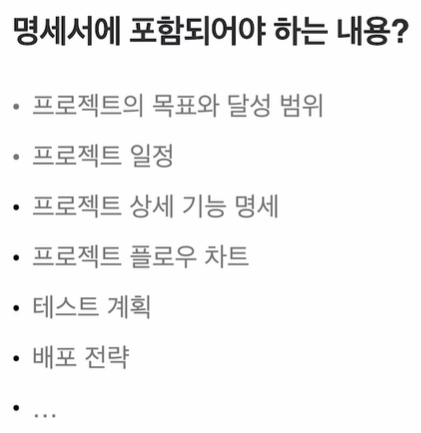 명세서에 포함되어야 하는 내용?
• 프로젝트의 목표와 달성 범위
• 프로젝트 일정
• 프로젝트 상세 기능 명세
• 프로젝트 플로우 차트
• 테스트 계획
• 배포 전략
• ...